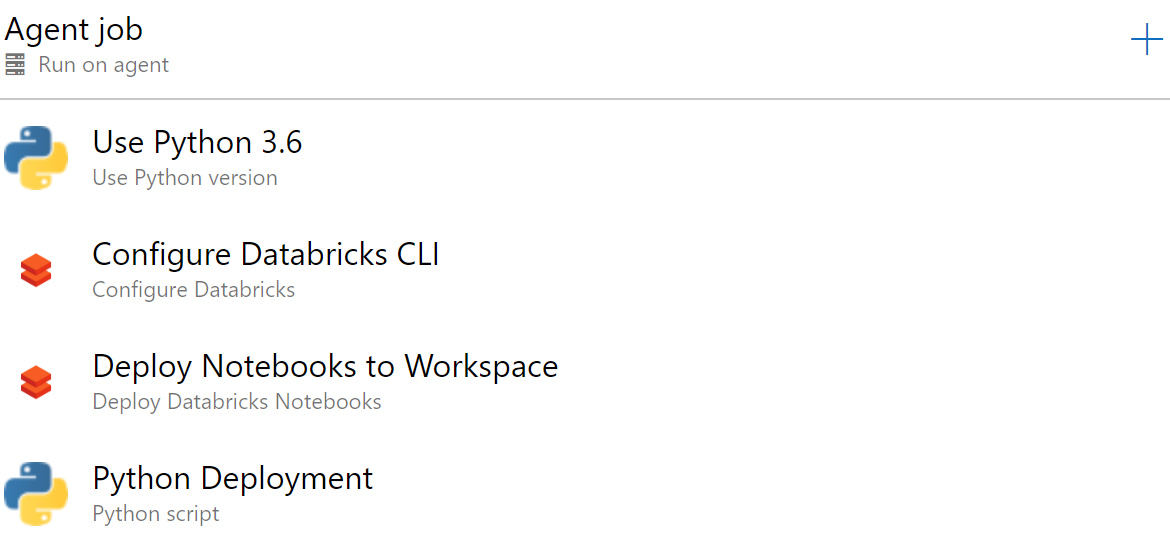 Agent job
Run on agent
Use Python 3.6
Use Python version
Configure Databricks CLI
Configure Databricks
Deploy Notebooks to Workspace
Deploy Databricks Notebooks
Python Deployment
Python script